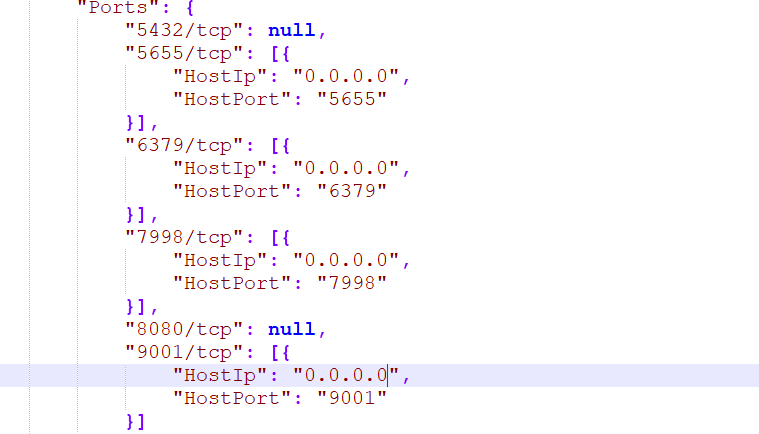 "Ports": {
"5432/tcp": null,
"5655/tcp": [{
"HostIp": "0.0.0.0",
"HostPort": "5655"
}],
"6379/tcp": [{
"HostIp": "0.0.0.0",
"HostPort": "6379"
}],
"7998/tcp": [{
"HostIp": "0.0.0.0",
"HostPort": "7998"
}],
"8080/tcp": null,
"9001/tcp": [{
"HostIp": "0.0.0.0",
"HostPort": "9001"
}]